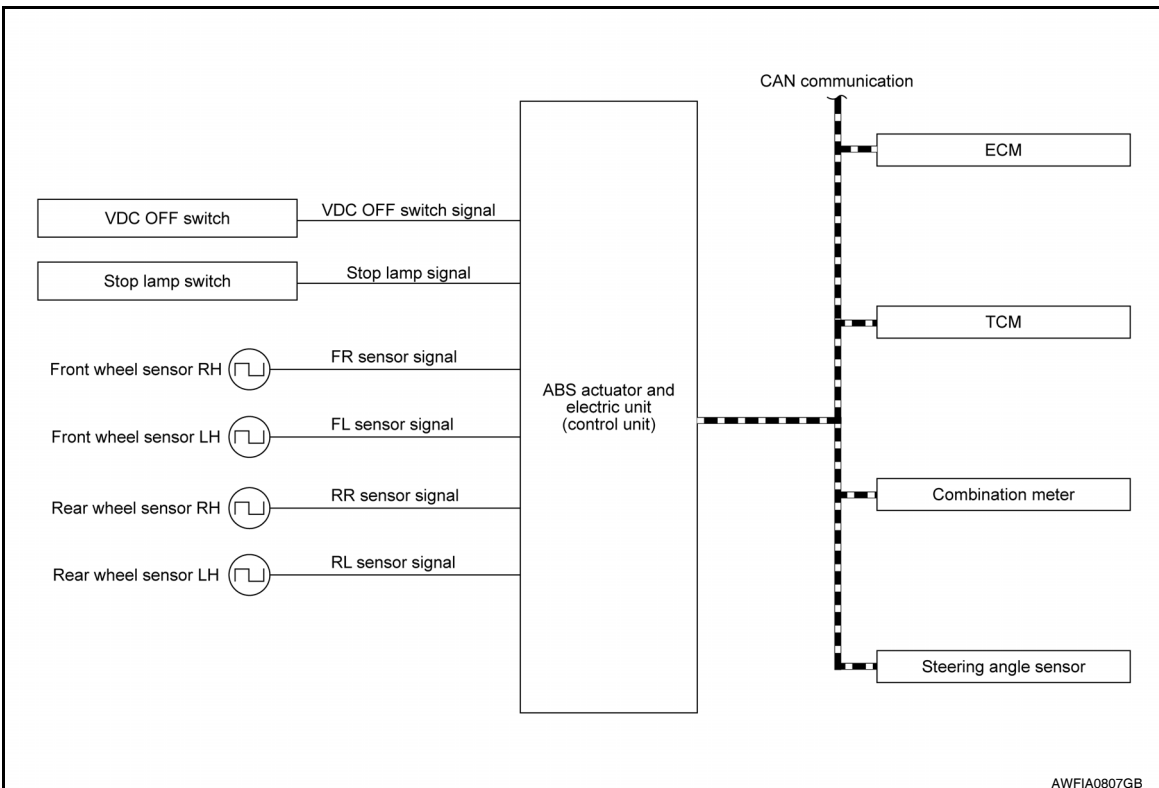 CAN communication
ECM
VDC OFF switch
VDC OFF switch signal
Stop lamp switch
Stop lamp signal
TCM
Front wheel sensor RH
FR sensor signal
Front wheel sensor LH
FL sensor signal
ABS actuator and
electric unit
(control unit)
Rear wheel sensor RH
RR sensor signal
Combination meter
Rear wheel sensor LH
RL sensor signal
Steering angle sensor
AWFIA0807GB